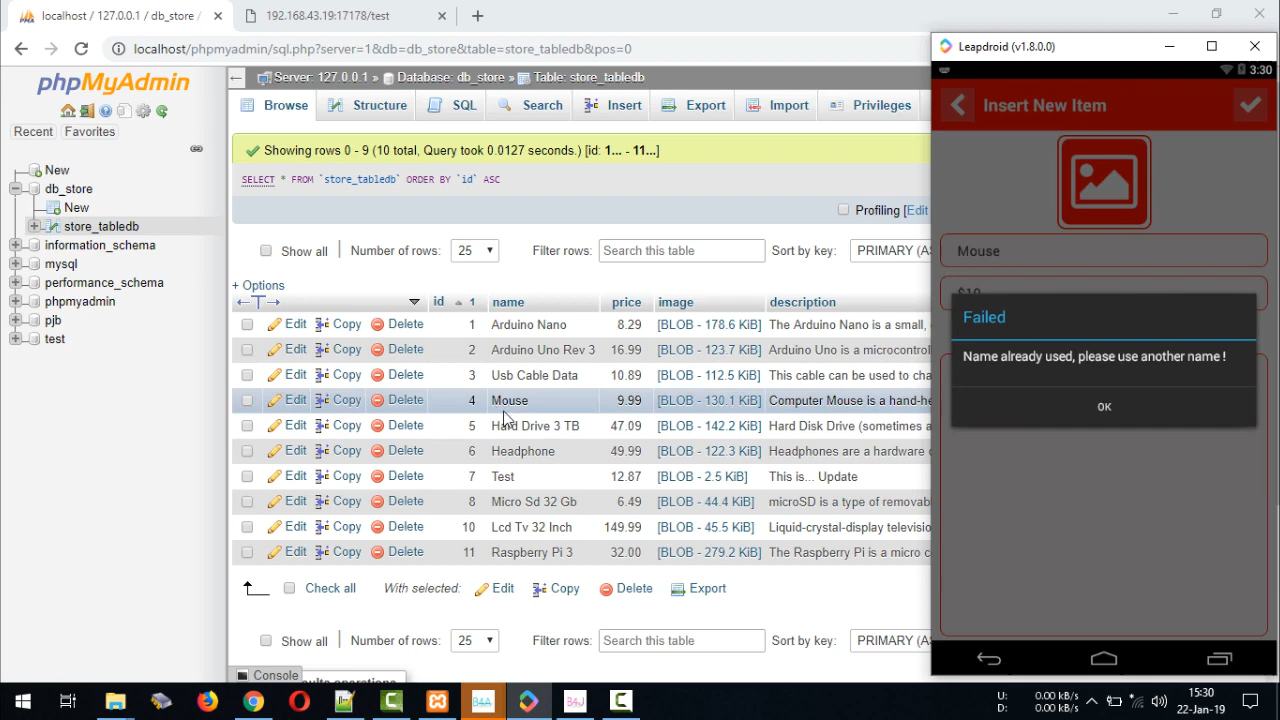 localhost / 127.0.0.1 / db_store /
192.168.43.19:17178/test
localhost/phpmyadmin/sql.php?server=1&db=db_store&table=store_tabledb&pos=0
phpMyAdmin
Recent
Favorites
New
db_store
New
store_tabledb
information_schema
mysql
performance_schema
phpmyadmin
pjb
test
Server: 127.0.0.1 » Database: db_store » Table: store_tabledb
Browse Structure SQL Search Insert Export Import Privileges
Showing rows 0 - 9 (10 total, Query took 0.0127 seconds.) [id: 1... - 11...]
SELECT * FROM `store_tabledb` ORDER BY `id` ASC
Profiling [Edit
Show all Number of rows: 25 Filter rows: Search this table Sort by key: PRIMARY (AS
+ Options
←T→ id 1 name price image description
Edit Copy Delete 1 Arduino Nano 8.29 [BLOB - 178.6 KiB] The Arduino Nano is a small,
Edit Copy Delete 2 Arduino Uno Rev 3 16.99 [BLOB - 123.7 KiB] Arduino Uno is a microcontrol
Edit Copy Delete 3 Usb Cable Data 10.89 [BLOB - 112.5 KiB] This cable can be used to cha
Edit Copy Delete 4 Mouse 9.99 [BLOB - 130.1 KiB] Computer Mouse is a hand-he
Edit Copy Delete 5 Hard Drive 3 TB 47.09 [BLOB - 142.2 KiB] Hard Disk Drive (sometimes a
Edit Copy Delete 6 Headphone 49.99 [BLOB - 122.3 KiB] Headphones are a hardware
Edit Copy Delete 7 Test 12.87 [BLOB - 2.5 KiB] This is... Update
Edit Copy Delete 8 Micro Sd 32 Gb 6.49 [BLOB - 44.4 KiB] microSD is a type of removab
Edit Copy Delete 10 Lcd Tv 32 Inch 149.99 [BLOB - 45.5 KiB] Liquid-crystal-display televisio
Edit Copy Delete 11 Raspberry Pi 3 32.00 [BLOB - 279.2 KiB] The Raspberry Pi is a micro c
Check all With selected: Edit Copy Delete Export
Show all Number of rows: 25 Filter rows: Search this table Sort by key: PRIMARY (AS
Console
Leapdroid (v1.8.0.0)
3:30
Insert New Item
Mouse
Failed
Name already used, please use another name !
OK
B4A
B4J
U: 0.00 kB/s
D: 0.00 kB/s
15:30
22-Jan-19